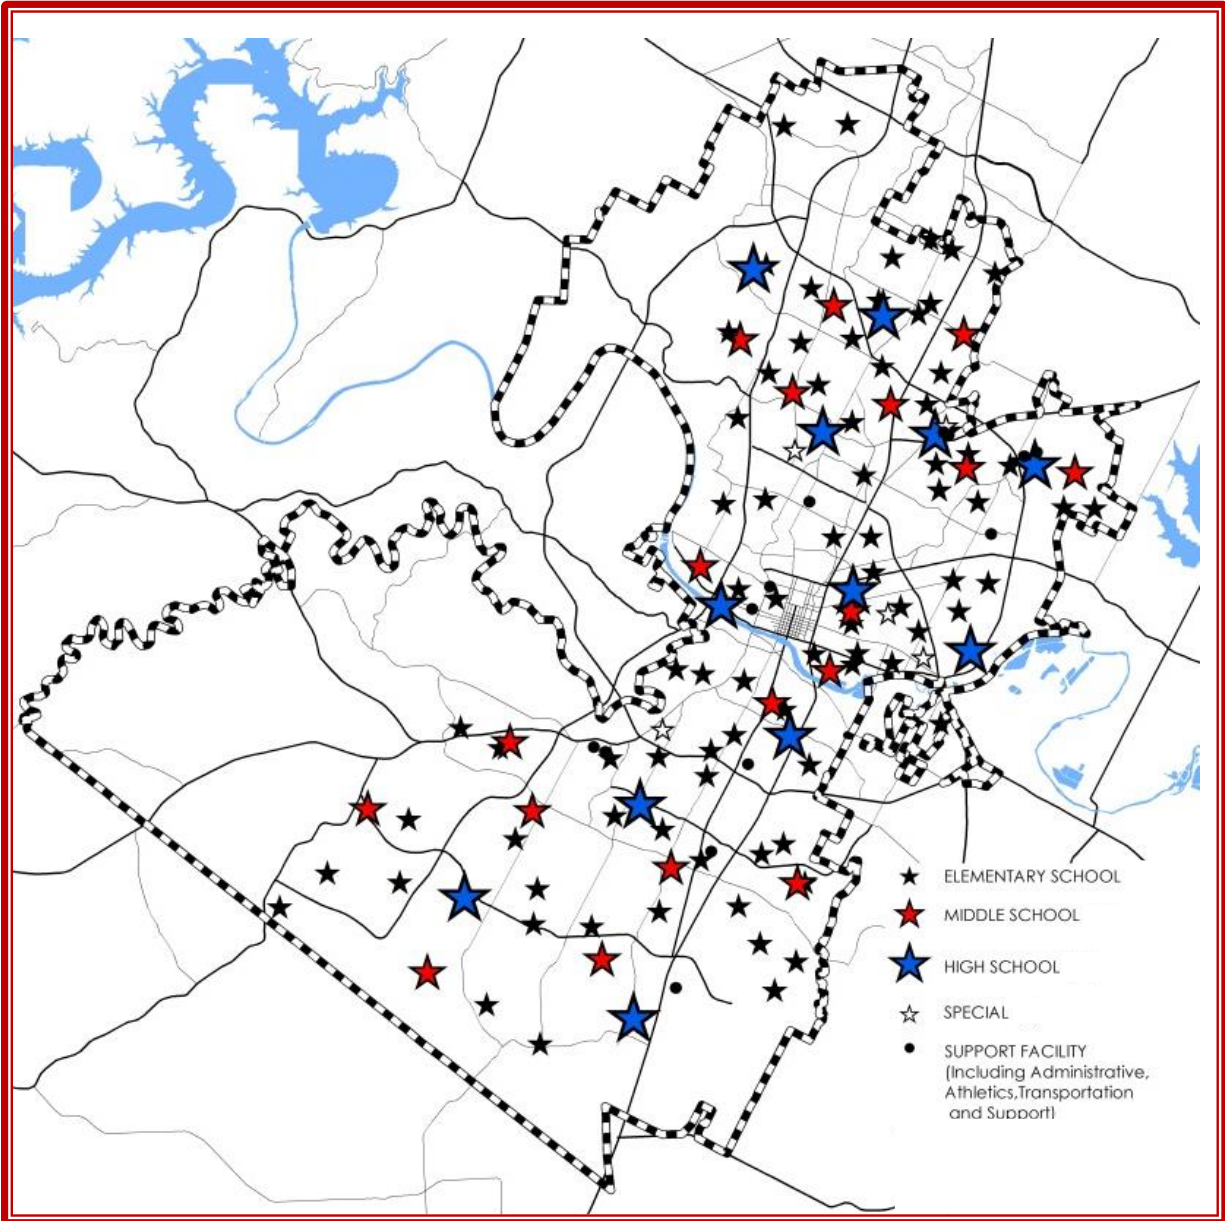 ELEMENTARY SCHOOL
MIDDLE SCHOOL
HIGH SCHOOL
SPECIAL
SUPPORT FACILITY
(Including Administrative,
Athletics,Transportation
and Support)